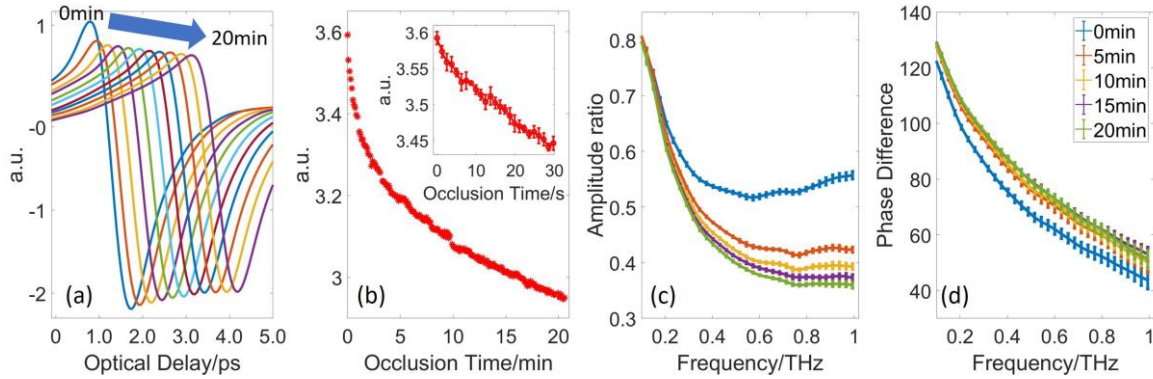 0min
20min
1
-0
-1
-2
a.u.
0
1.0
2.0
3.0
4.0
5.0
Optical Delay/ps
(a)
3.6
3.4
3.2
3
a.u.
0
5
10
15
20
Occlusion Time/min
(b)
3.6
3.55
3.5
3.45
a.u.
0
10
20
30
Occlusion Time/s
0.8
0.7
0.6
0.5
0.4
0.3
Amplitude ratio
0.2
0.4
0.6
0.8
1
Frequency/THz
(c)
140
120
100
80
60
40
Phase Difference
0.2
0.4
0.6
0.8
1
Frequency/THz
(d)
0min
5min
10min
15min
20min